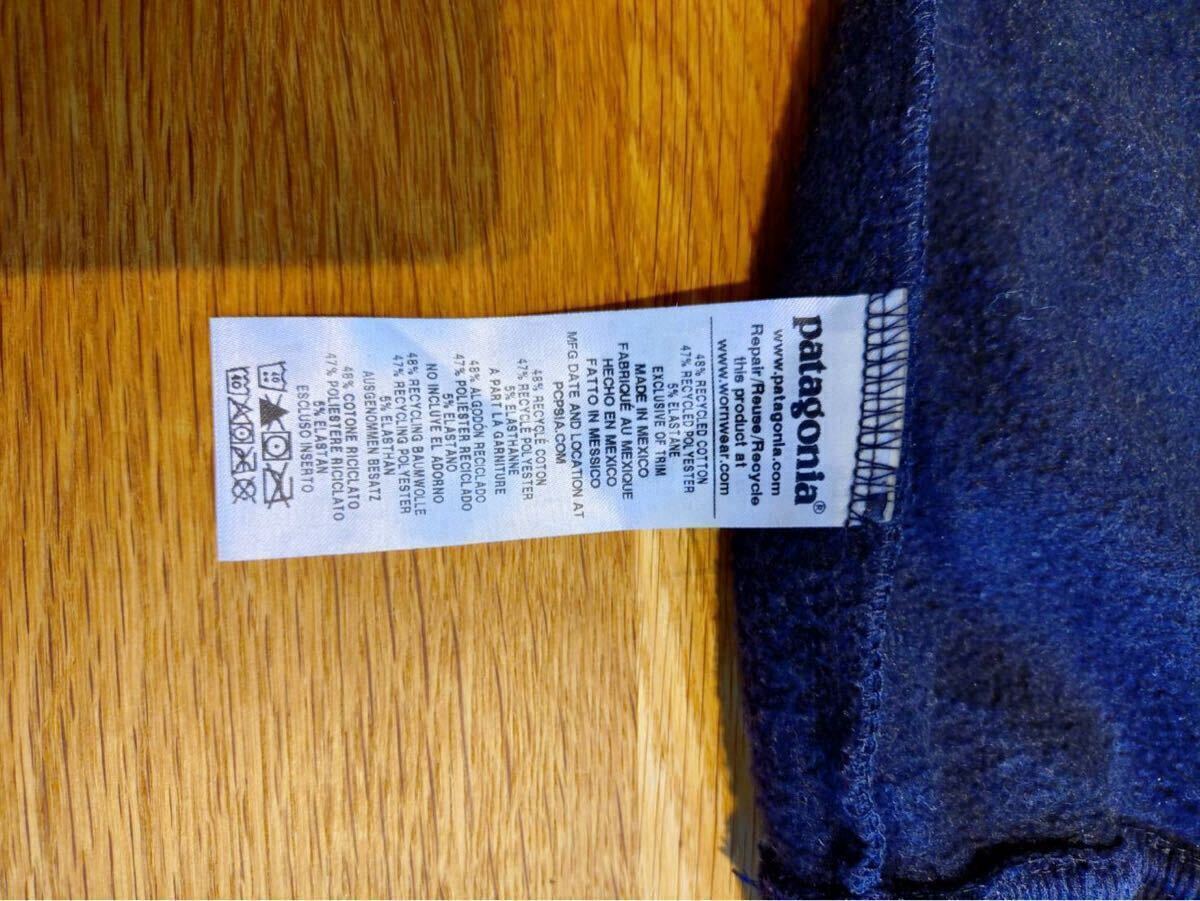 patagonia®
www.patagonia.com
Repair/Reuse/Recycle
this product at
www.wornwear.com
48% RECYCLED COTTON
47% RECYCLED POLYESTER
5% ELASTANE
EXCLUSIVE OF TRIM
MADE IN MEXICO
FABRIQUÉ AU MEXIQUE
HECHO EN MEXICO
FATTO IN MESSICO
MFG DATE AND LOCATION AT
PCPSIA.COM
48% RECYCLÉ COTON
47% RECYCLÉ POLYESTER
5% ELASTHANNE
A PART LLA GARNITURE
48% ALGODÓN RECICLADO
47% POLIÉSTER RECICLADO
5% ELASTANO
NO INCLUYE EL ADORNO
48% RECYCLING BAUMWOLLE
47% RECYCLING POLYESTER
5% ELASTHAN
AUSGENOMMEN BESATZ
48% COTONE RICICLATO
47% POLIESTERE RICICLATO
5% ELASTAN
ESCLUSO INSERTO
40
40